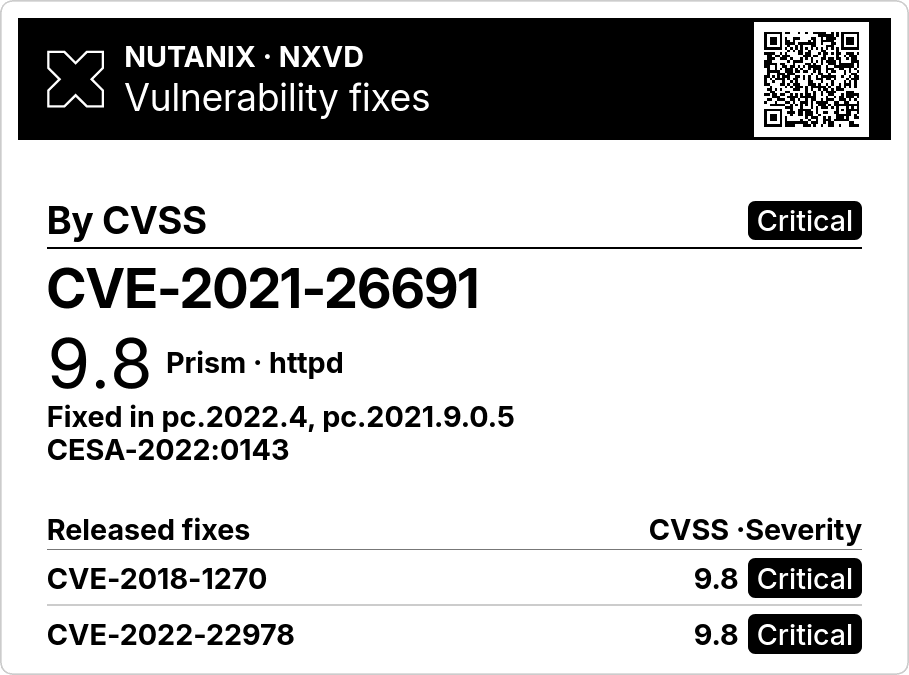 NUTANIX · NXVD
Vulnerability fixes
By CVSS Critical
CVE-2021-26691
9.8 Prism · httpd
Fixed in pc.2022.4, pc.2021.9.0.5
CESA-2022:0143
Released fixes CVSS ·Severity
CVE-2018-1270 9.8 Critical
CVE-2022-22978 9.8 Critical